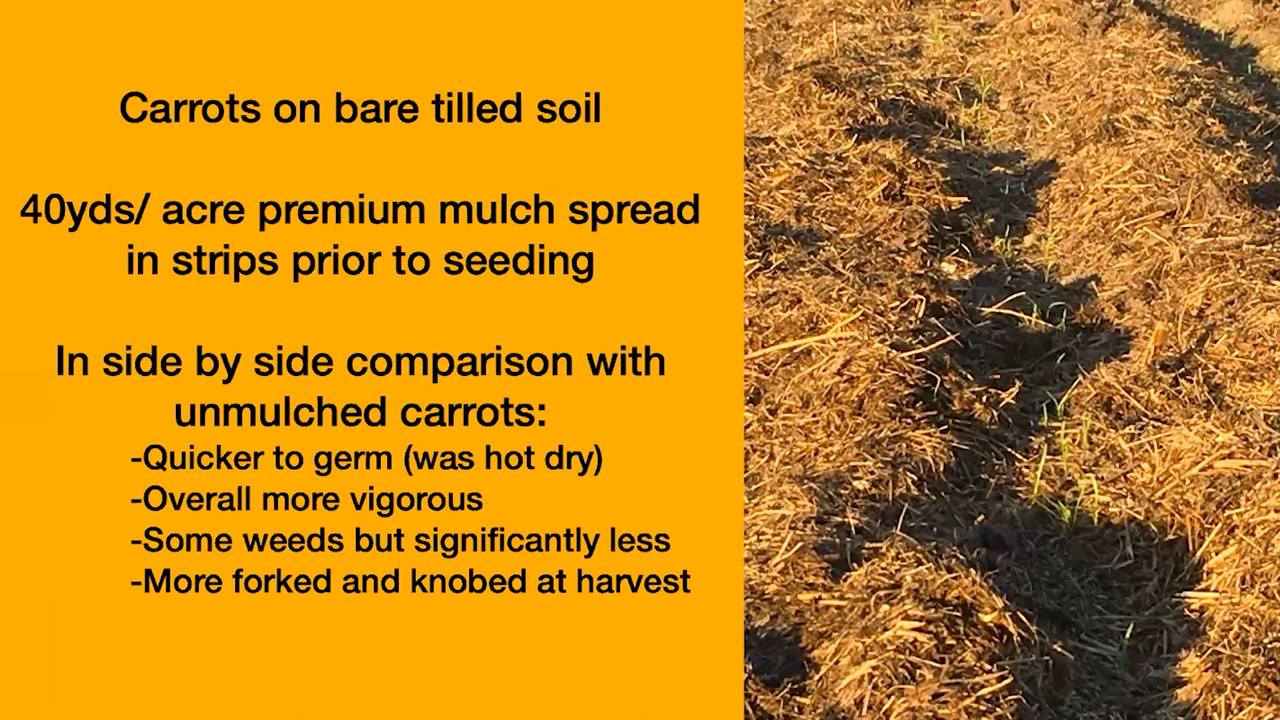 Carrots on bare tilled soil
40yds/ acre premium mulch spread
in strips prior to seeding
In side by side comparison with
unmulched carrots:
-Quicker to germ (was hot dry)
-Overall more vigorous
-Some weeds but significantly less
-More forked and knobed at harvest